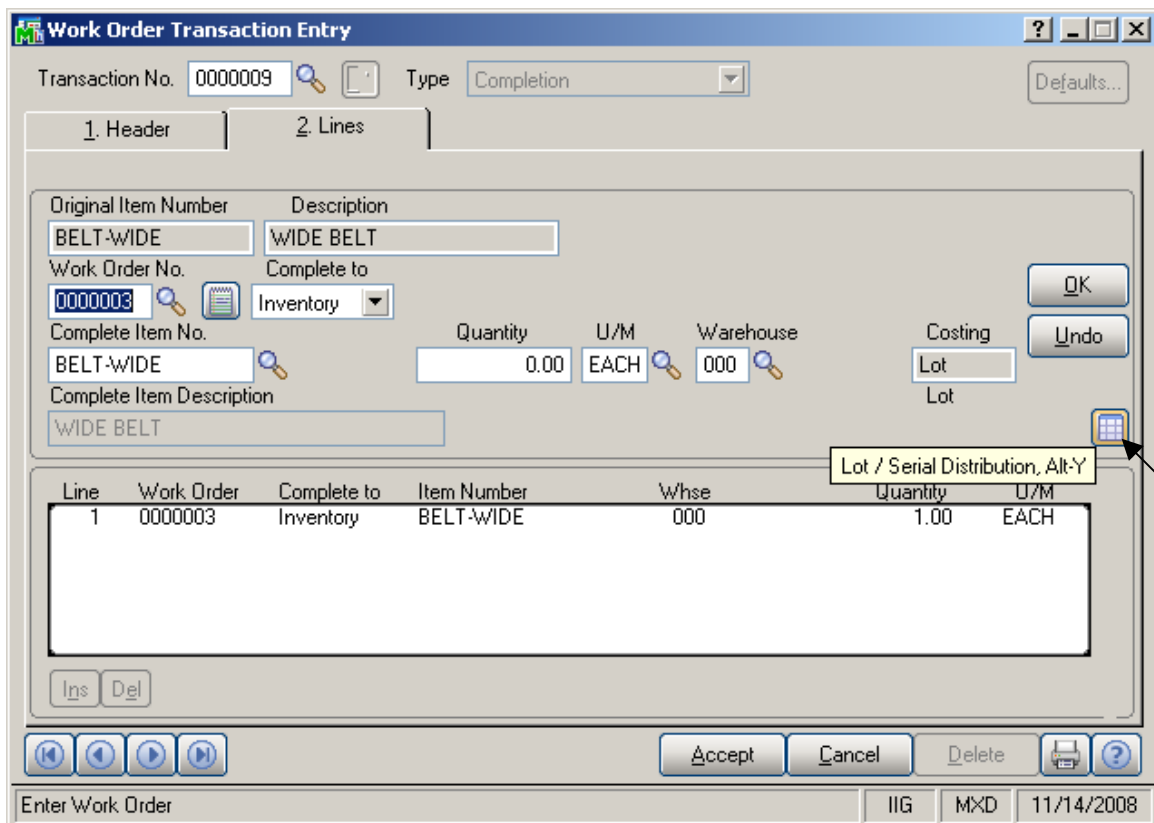 Work Order Transaction Entry
Transaction No. 0000009 Type Completion Defaults...
1. Header 2. Lines
Original Item Number Description
BELT-WIDE WIDE BELT
Work Order No. Complete to
0000003 Inventory OK
Complete Item No. Quantity U/M Warehouse Costing Undo
BELT-WIDE 0.00 EACH 000 Lot
Complete Item Description Lot
WIDE BELT
Lot / Serial Distribution, Alt-Y
Line Work Order Complete to Item Number Whse Quantity U/M
1 0000003 Inventory BELT-WIDE 000 1.00 EACH
Ins Del
Accept Cancel Delete
Enter Work Order IIG MXD 11/14/2008